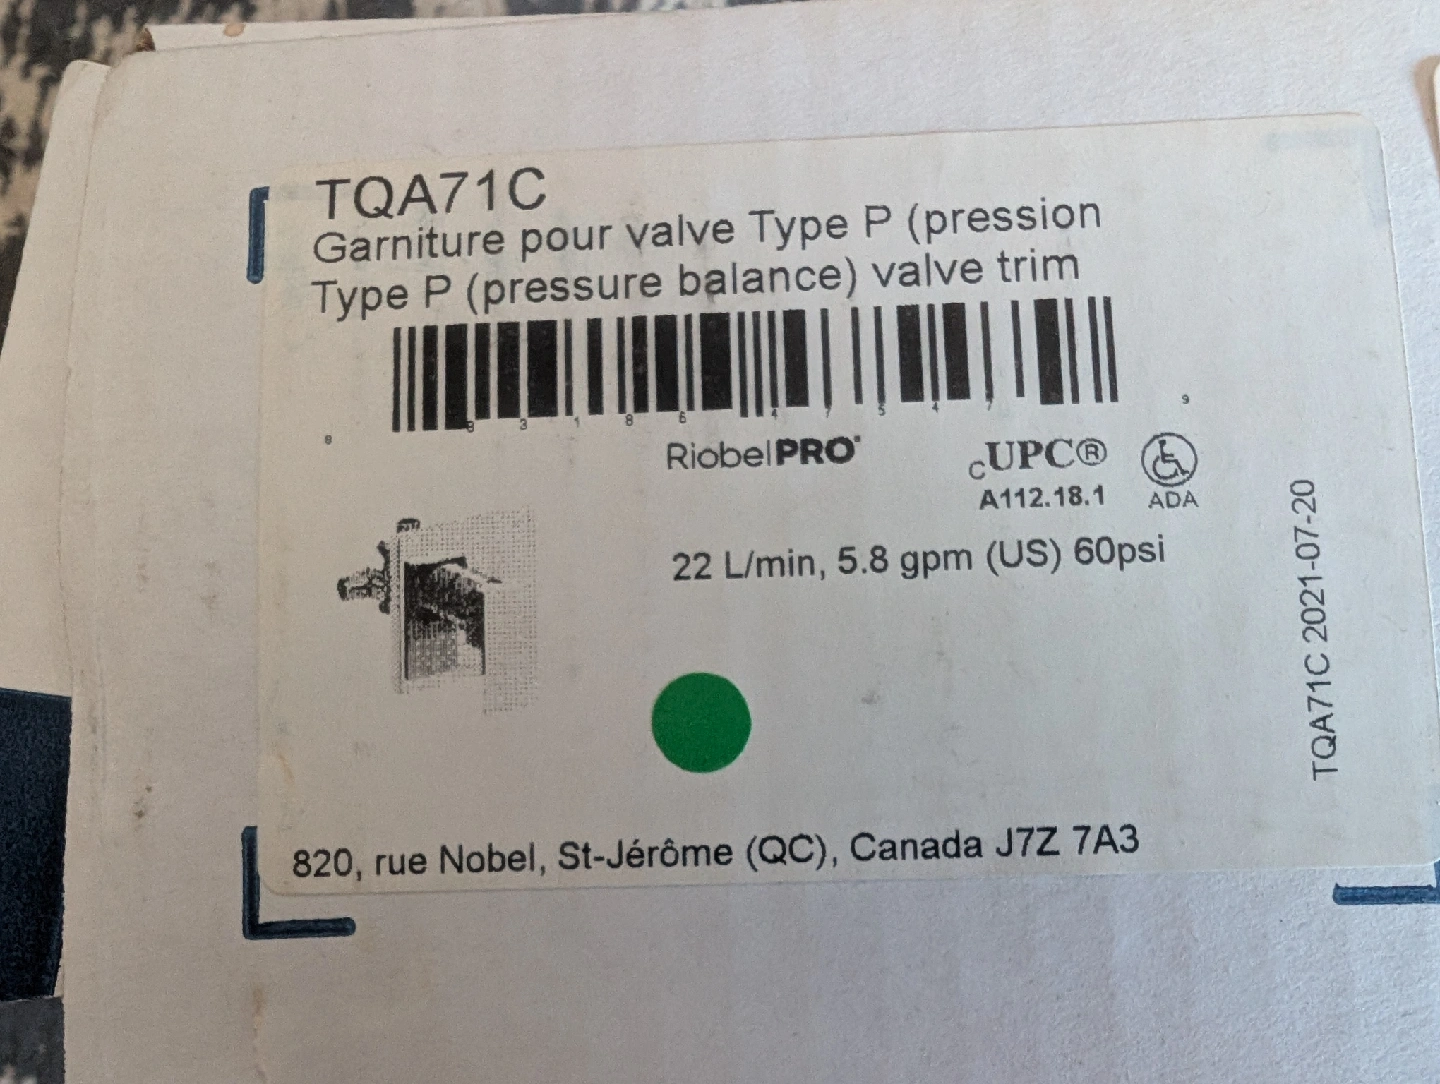 TQA71C
Garniture pour valve Type P (pression
Type P (pressure balance) valve trim
RiobelPRO
cUPC®
A112.18.1
ADA
22 L/min, 5.8 gpm (US) 60psi
TQA71C 2021-07-20
820, rue Nobel, St-Jérôme (QC), Canada J7Z 7A3